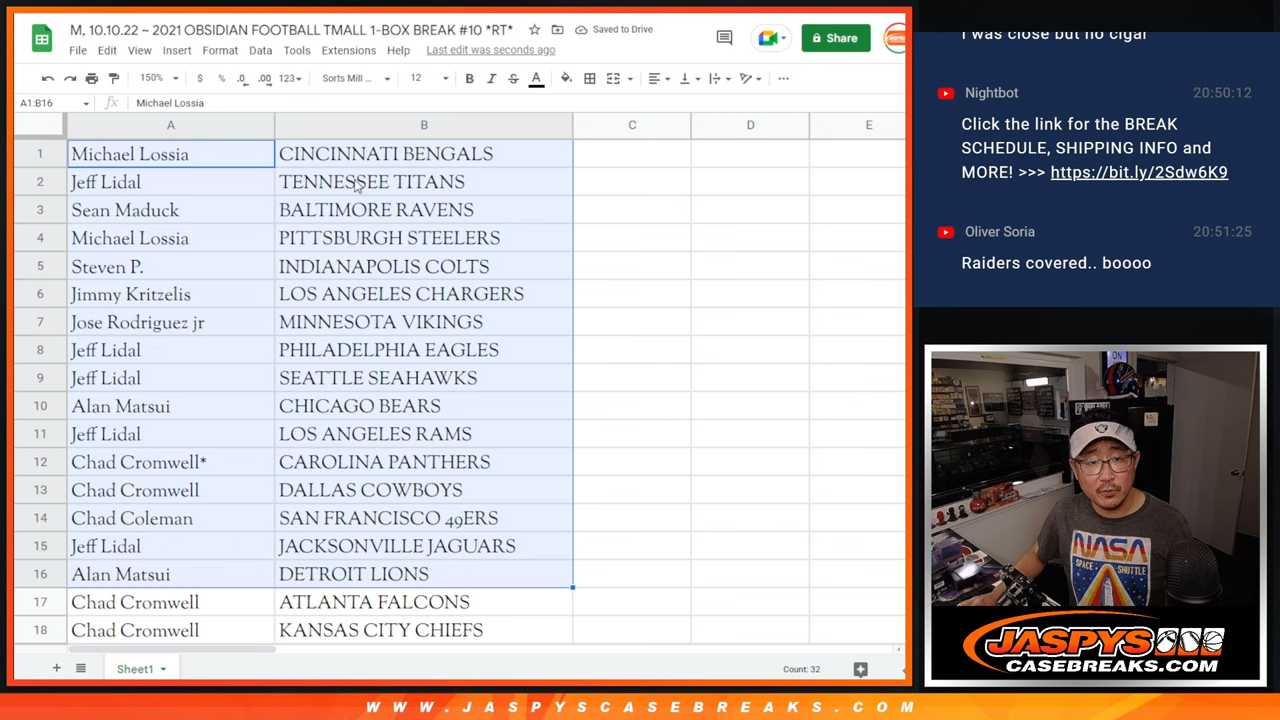 M, 10.10.22 ~ 2021 OBSIDIAN FOOTBALL TMALL 1-BOX BREAK #10 *RT*
Saved to Drive
Share
File Edit View Insert Format Data Tools Extensions Help Last edit was seconds ago
150% $ % .0 .00 123 Sorts Mill ... 12 B I S A
A1:B16 fx Michael Lossia
A B C D E
1 Michael Lossia CINCINNATI BENGALS
2 Jeff Lidal TENNESSEE TITANS
3 Sean Maduck BALTIMORE RAVENS
4 Michael Lossia PITTSBURGH STEELERS
5 Steven P. INDIANAPOLIS COLTS
6 Jimmy Kritzelis LOS ANGELES CHARGERS
7 Jose Rodriguez jr MINNESOTA VIKINGS
8 Jeff Lidal PHILADELPHIA EAGLES
9 Jeff Lidal SEATTLE SEAHAWKS
10 Alan Matsui CHICAGO BEARS
11 Jeff Lidal LOS ANGELES RAMS
12 Chad Cromwell* CAROLINA PANTHERS
13 Chad Cromwell DALLAS COWBOYS
14 Chad Coleman SAN FRANCISCO 49ERS
15 Jeff Lidal JACKSONVILLE JAGUARS
16 Alan Matsui DETROIT LIONS
17 Chad Cromwell ATLANTA FALCONS
18 Chad Cromwell KANSAS CITY CHIEFS
Sheet1
Count: 32
I was close but no cigar
Nightbot 20:50:12
Click the link for the BREAK
SCHEDULE, SHIPPING INFO and
MORE! >>> https://bit.ly/2Sdw6K9
Oliver Soria 20:51:25
Raiders covered.. boooo
ON
NASA
SPACE SHUTTLE
JASPYS
CASEBREAKS.COM
WWW.JASPYSCASEBREAKS.COM